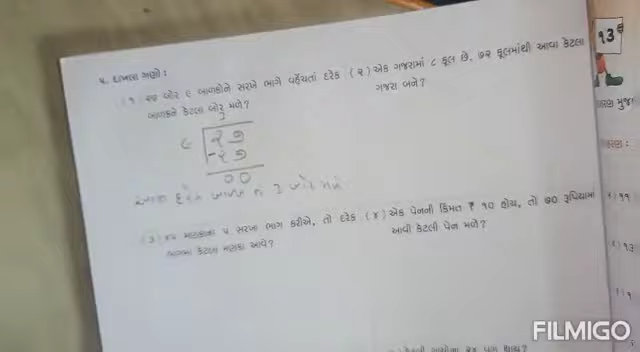 ૫. દાખલા ગણો :
(૧) ૨૭ બોર ૯ બાળકોને સરખે ભાગે વહેંચતાં દરેક
બાળકને કેટલા બોર મળે?
3
૯ ૨૭
-૨૭
૦૦
(૨) એક ગજરામાં ૮ ફૂલ છે, ૭૨ ફૂલમાંથી આવા કેટલા
ગજરા બને?
(૩) મણકાના ૫ સરખા ભાગ કરીએ, તો દરેક
ભાગમાં કેટલા મણકા આવે?
(૪) એક પેનની કિંમત ₹ ૧૦ હોય, તો ૭૦ રૂપિયામાં
આવી કેટલી પેન મળે?
૧૩
FILMIGO